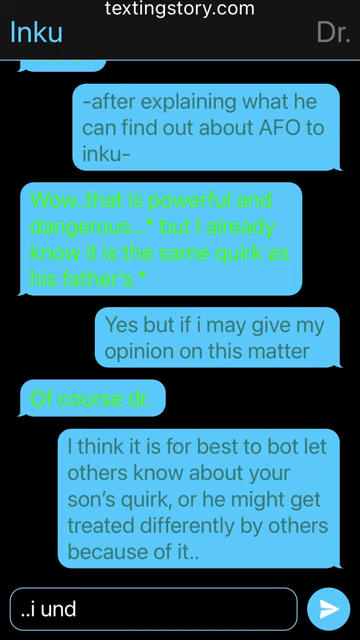 textingstory.com
Inku
Dr.
-after explaining what he
can find out about AFO to
inku-
Wow..that is powerful and
dangerous...* but I already
know it is the same quirk as
his father's *
Yes but if i may give my
opinion on this matter
Of course dr.
I think it is for best to bot let
others know about your
son's quirk, or he might get
treated differently by others
because of it..
..i und